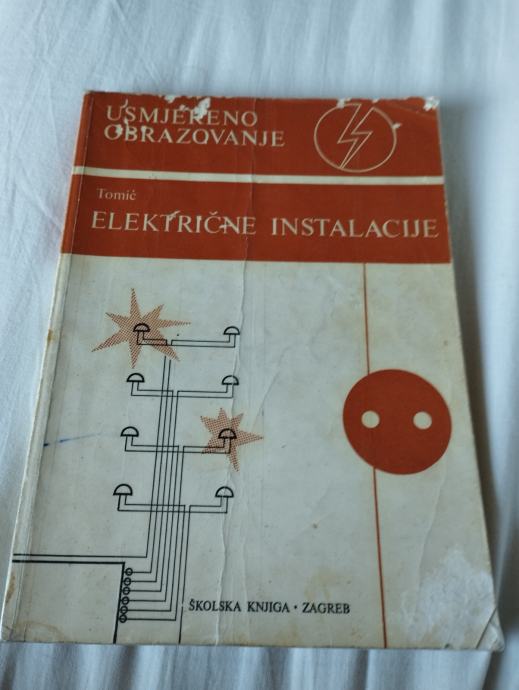 USMJERENO
OBRAZOVANJE
Tomić
ELEKTRIČNE INSTALACIJE
ŠKOLSKA KNJIGA • ZAGREB